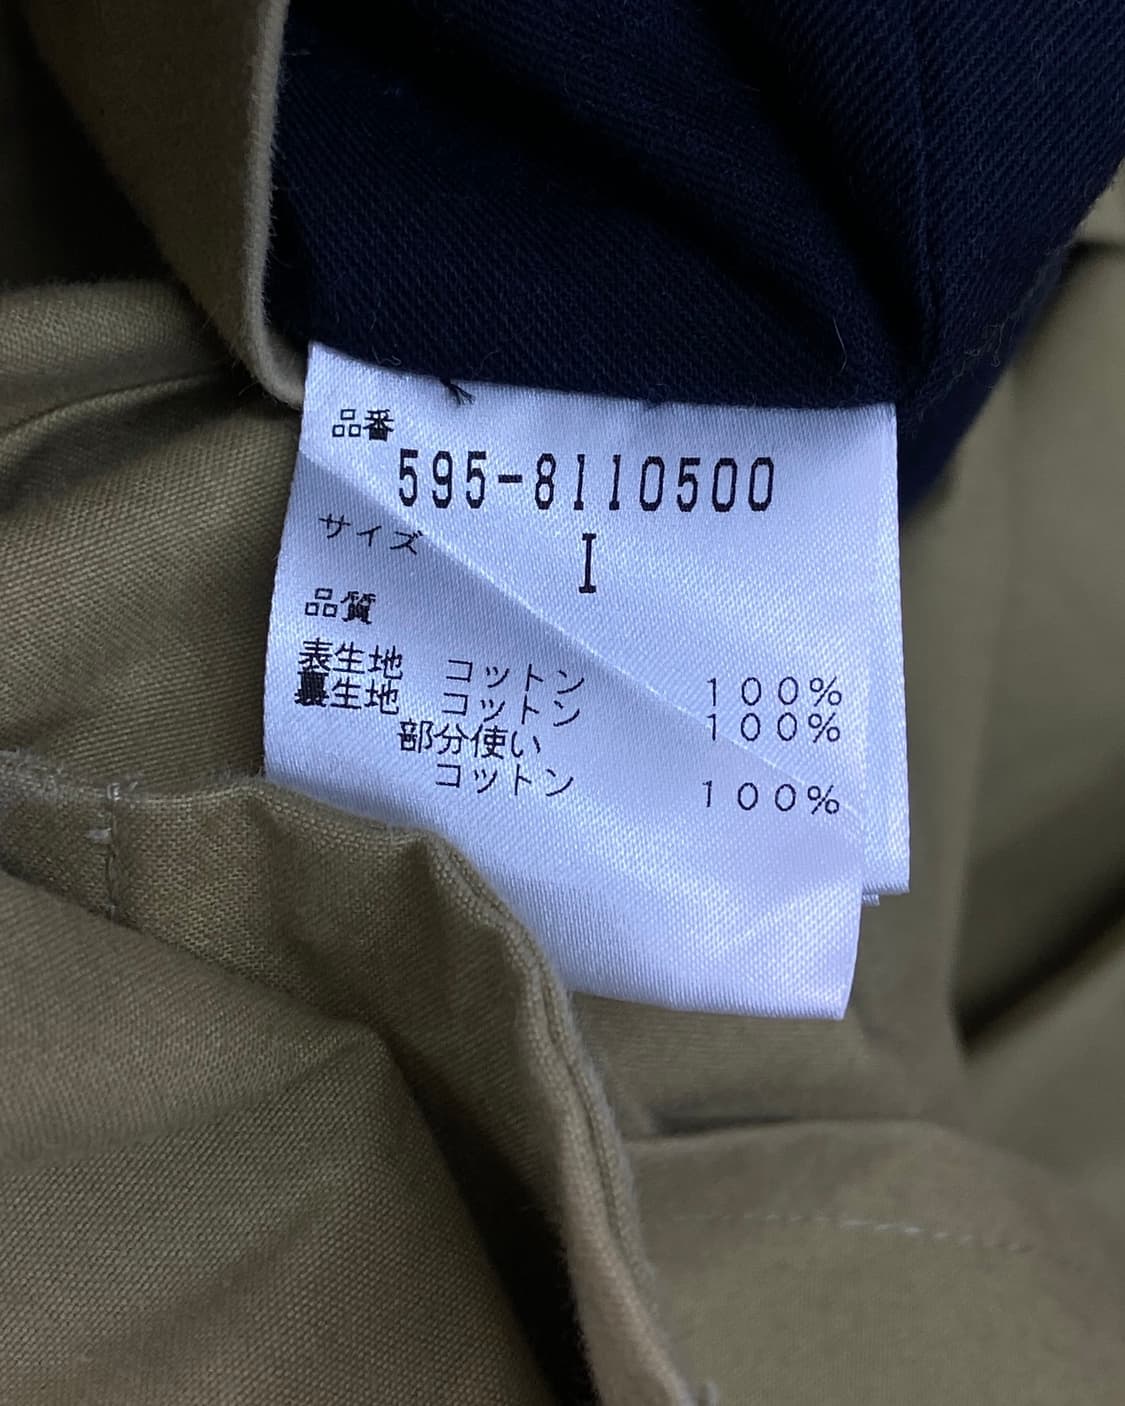 品番
595-8110500
サイズ I
品質
表生地 コットン 100%
裏生地 コットン 100%
部分使い
コットン 100%